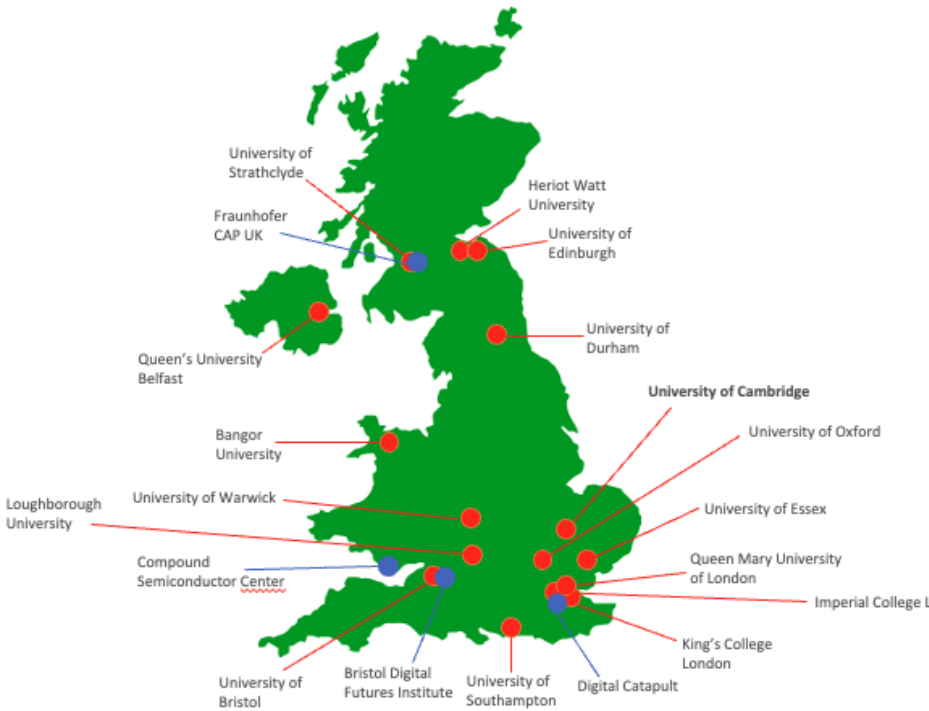 University of
Strathclyde
Heriot Watt
University
Fraunhofer
CAP UK
University of
Edinburgh
University of
Durham
Queen's University
Belfast
University of Cambridge
University of Oxford
Bangor
University
University of Warwick
Loughborough
University
University of Essex
Compound
Semiconductor Center
Queen Mary University
of London
Imperial College L
King's College
London
University of
Bristol
Bristol Digital
Futures Institute
University of
Southampton
Digital Catapult